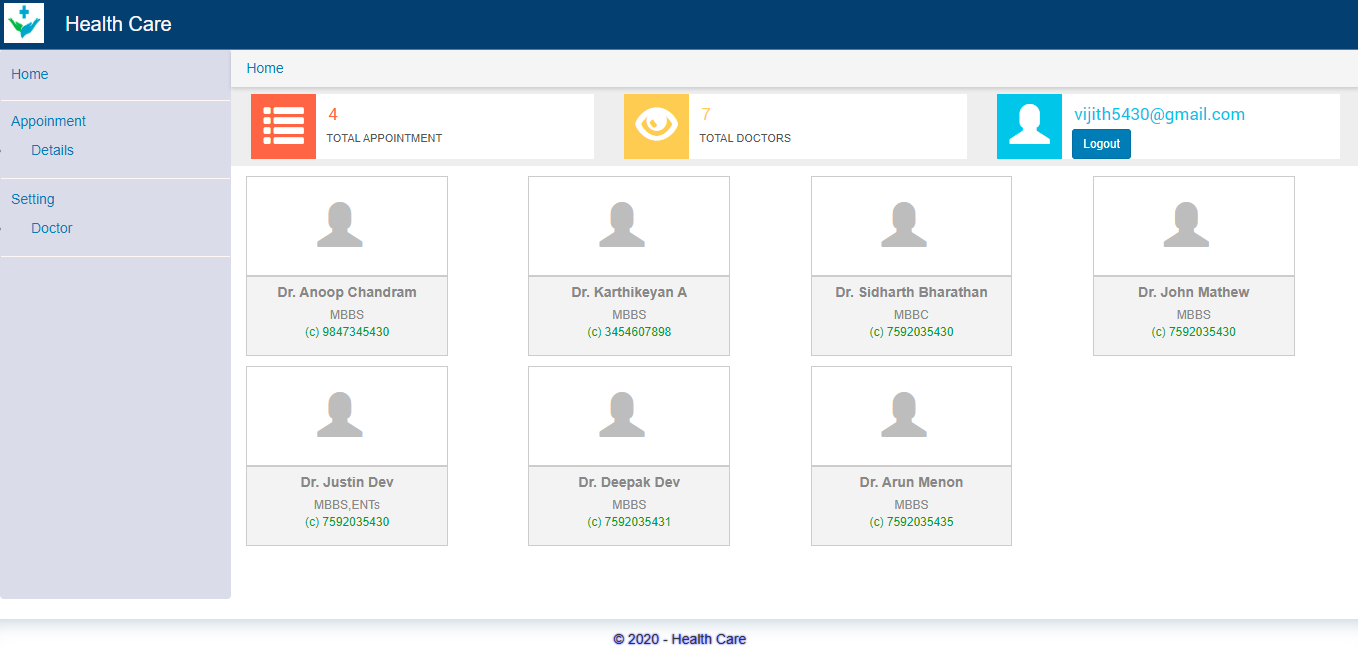 Health Care
Home
Appoinment
Details
Setting
Doctor
Home
4
TOTAL APPOINTMENT
7
TOTAL DOCTORS
vijith5430@gmail.com
Logout
Dr. Anoop Chandram
MBBS
(c) 9847345430
Dr. Karthikeyan A
MBBS
(c) 3454607898
Dr. Sidharth Bharathan
MBBC
(c) 7592035430
Dr. John Mathew
MBBS
(c) 7592035430
Dr. Justin Dev
MBBS,ENTs
(c) 7592035430
Dr. Deepak Dev
MBBS
(c) 7592035431
Dr. Arun Menon
MBBS
(c) 7592035435
© 2020 - Health Care